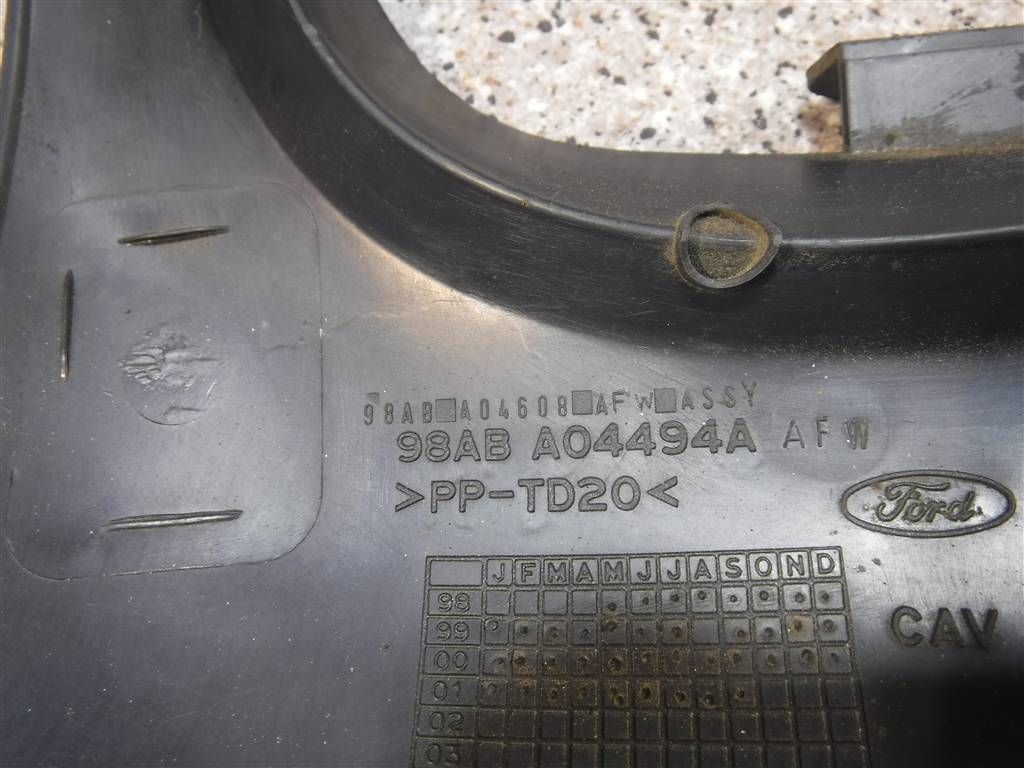 98AB A04608 AFW ASSY
98AB A04494A AFW
>PP-TD20<
Ford
J F M A M J J A S O N D
98
99
00
01
02
03
CAV